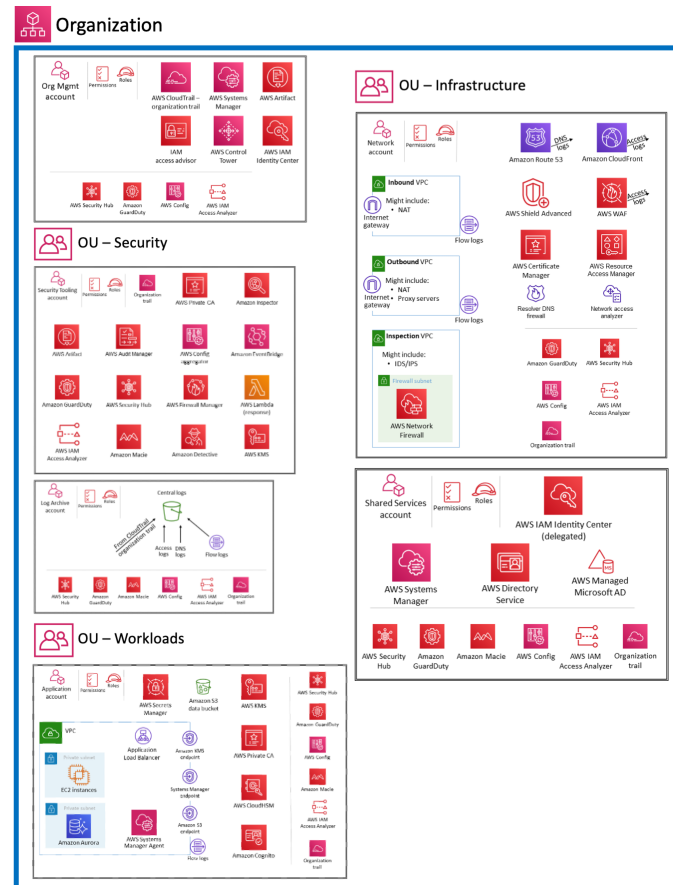 Organization
Org Mgmt
account
Permissions
Roles
AWS CloudTrail –
organization trail
AWS Systems
Manager
AWS Artifact
IAM
access advisor
AWS Control
Tower
AWS IAM
Identity Center
AWS Security Hub
Amazon
GuardDuty
AWS Config
AWS IAM
Access Analyzer
OU – Security
Security Tooling
account
Permissions
Roles
Organization
trail
AWS Private CA
Amazon Inspector
AWS Artifact
AWS Audit Manager
AWS Config
Amazon EventBridge
Amazon GuardDuty
AWS Security Hub
AWS Firewall Manager
AWS Lambda
(response)
AWS IAM
Access Analyzer
Amazon Macie
Amazon Detective
AWS KMS
Log Archive
account
Permissions
Roles
Central logs
From CloudTrail
organization trail
Access
logs
DNS
logs
Flow logs
AWS Security
Hub
Amazon
GuardDuty
Amazon Macie
AWS Config
AWS IAM
Access Analyzer
Organization
trail
OU – Workloads
Application
account
Permissions
Roles
AWS Secrets
Manager
Amazon S3
data bucket
AWS KMS
VPC
Private subnet
EC2 instances
Private subnet
Amazon Aurora
Application
Load Balancer
AWS Systems
Manager Agent
Amazon KMS
endpoint
Systems Manager
endpoint
Amazon S3
endpoint
Flow logs
AWS Private CA
AWS CloudHSM
Amazon Cognito
AWS Security Hub
Amazon GuardDuty
AWS Config
Amazon Macie
AWS IAM
Access Analyzer
Organization
trail
OU – Infrastructure
Network
account
Permissions
Roles
Amazon Route 53
DNS
logs
Amazon CloudFront
Access
logs
Inbound VPC
Might include:
• NAT
Internet
gateway
Flow logs
Outbound VPC
Might include:
• NAT
• Proxy servers
Internet
gateway
Flow logs
Inspection VPC
Might include:
• IDS/IPS
Firewall subnet
AWS Network
Firewall
AWS Shield Advanced
AWS WAF
Access
logs
AWS Certificate
Manager
AWS Resource
Access Manager
Resolver DNS
firewall
Network access
analyzer
Amazon GuardDuty
AWS Security Hub
AWS Config
AWS IAM
Access Analyzer
Organization trail
Shared Services
account
Permissions
Roles
AWS IAM Identity Center
(delegated)
AWS Systems
Manager
AWS Directory
Service
MS
AWS Managed
Microsoft AD
AWS Security
Hub
Amazon
GuardDuty
Amazon Macie
AWS Config
AWS IAM
Access Analyzer
Organization
trail